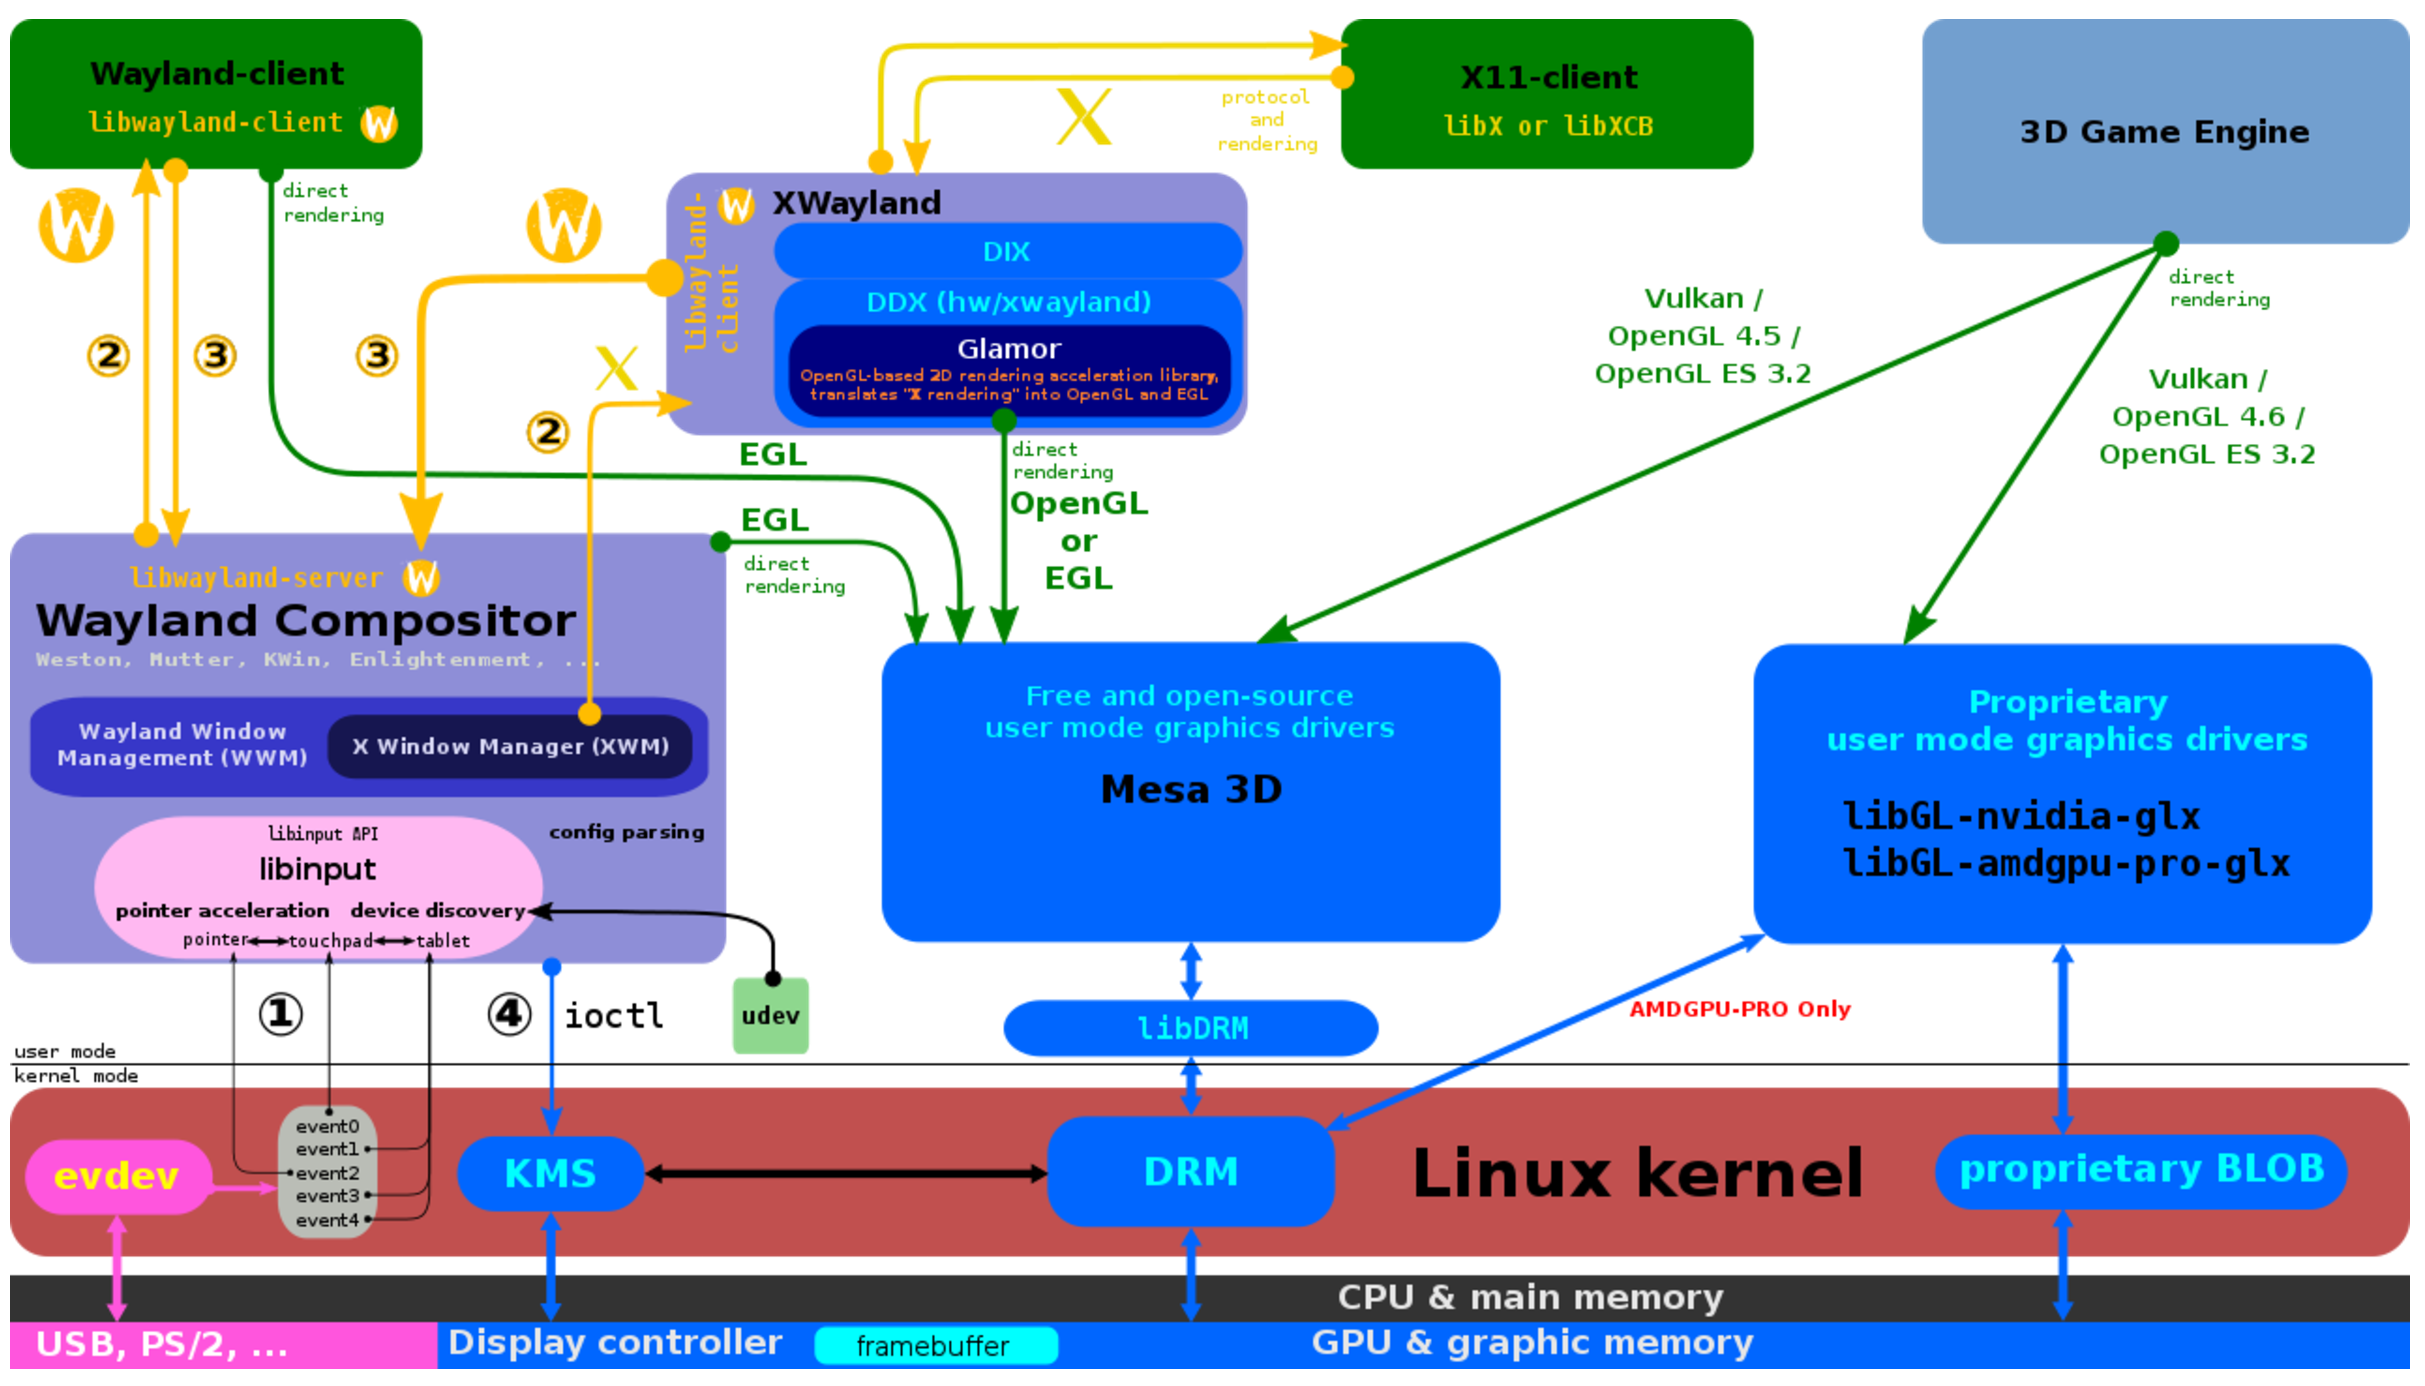 Wayland-client
libwayland-client
W
direct
rendering
W
W
②
③
③
②
X
X
protocol
and
rendering
X11-client
libX or libXCB
3D Game Engine
direct
rendering
libwayland-
client
W
XWayland
DIX
DDX (hw/xwayland)
Glamor
OpenGL-based 2D rendering acceleration library,
translates "X rendering" into OpenGL and EGL
direct
rendering
OpenGL
or
EGL
EGL
EGL
direct
rendering
Vulkan /
OpenGL 4.5 /
OpenGL ES 3.2
Vulkan /
OpenGL 4.6 /
OpenGL ES 3.2
libwayland-server
W
Wayland Compositor
Weston, Mutter, KWin, Enlightenment, ...
Wayland Window
Management (WWM)
X Window Manager (XWM)
libinput API
libinput
config parsing
pointer acceleration
device discovery
pointer
touchpad
tablet
Free and open-source
user mode graphics drivers
Mesa 3D
Proprietary
user mode graphics drivers
libGL-nvidia-glx
libGL-amdgpu-pro-glx
①
④
ioctl
udev
libDRM
AMDGPU-PRO Only
user mode
kernel mode
evdev
event0
event1
event2
event3
event4
KMS
DRM
Linux kernel
proprietary BLOB
CPU & main memory
USB, PS/2, ...
Display controller
framebuffer
GPU & graphic memory